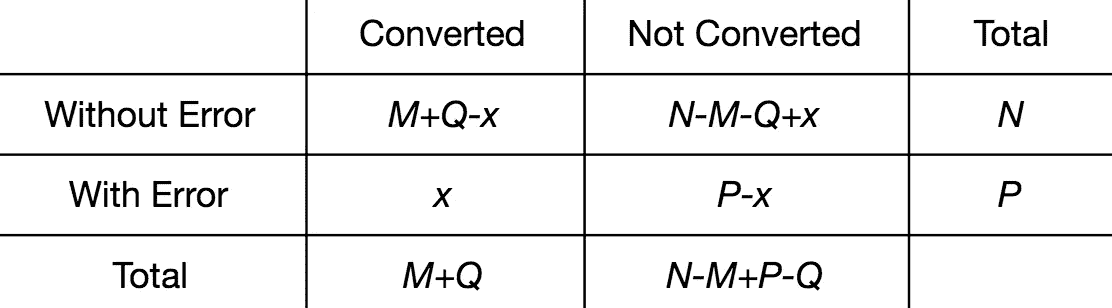 Converted Not Converted Total
Without Error M+Q-x N-M-Q+x N
With Error x P-x P
Total M+Q N-M+P-Q